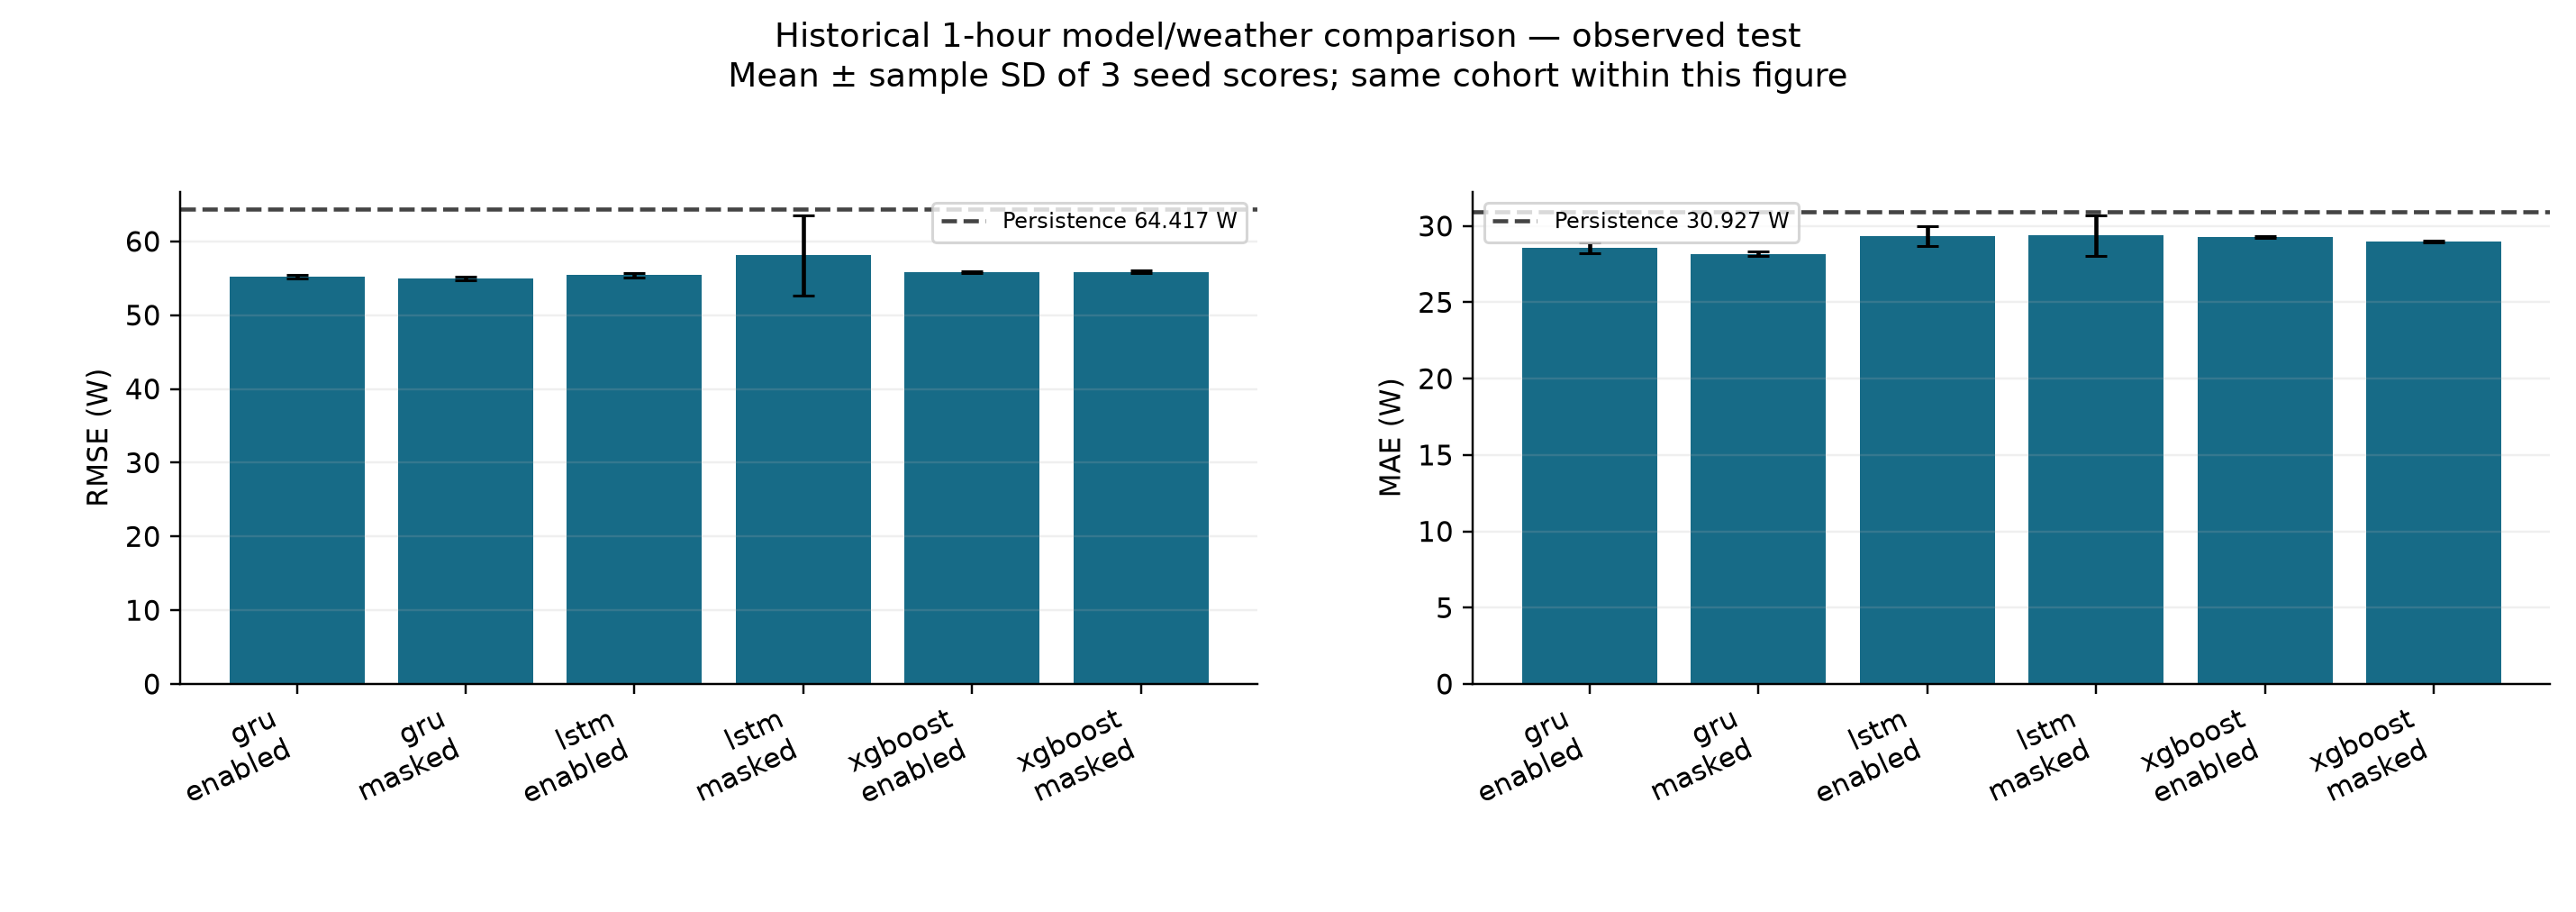 Historical 1-hour model/weather comparison — observed test
Mean ± sample SD of 3 seed scores; same cohort within this figure
RMSE (W)
60
50
40
30
20
10
0
Persistence 64.417 W
gru
enabled
gru
masked
lstm
enabled
lstm
masked
xgboost
enabled
xgboost
masked
MAE (W)
30
25
20
15
10
5
0
Persistence 30.927 W
gru
enabled
gru
masked
lstm
enabled
lstm
masked
xgboost
enabled
xgboost
masked